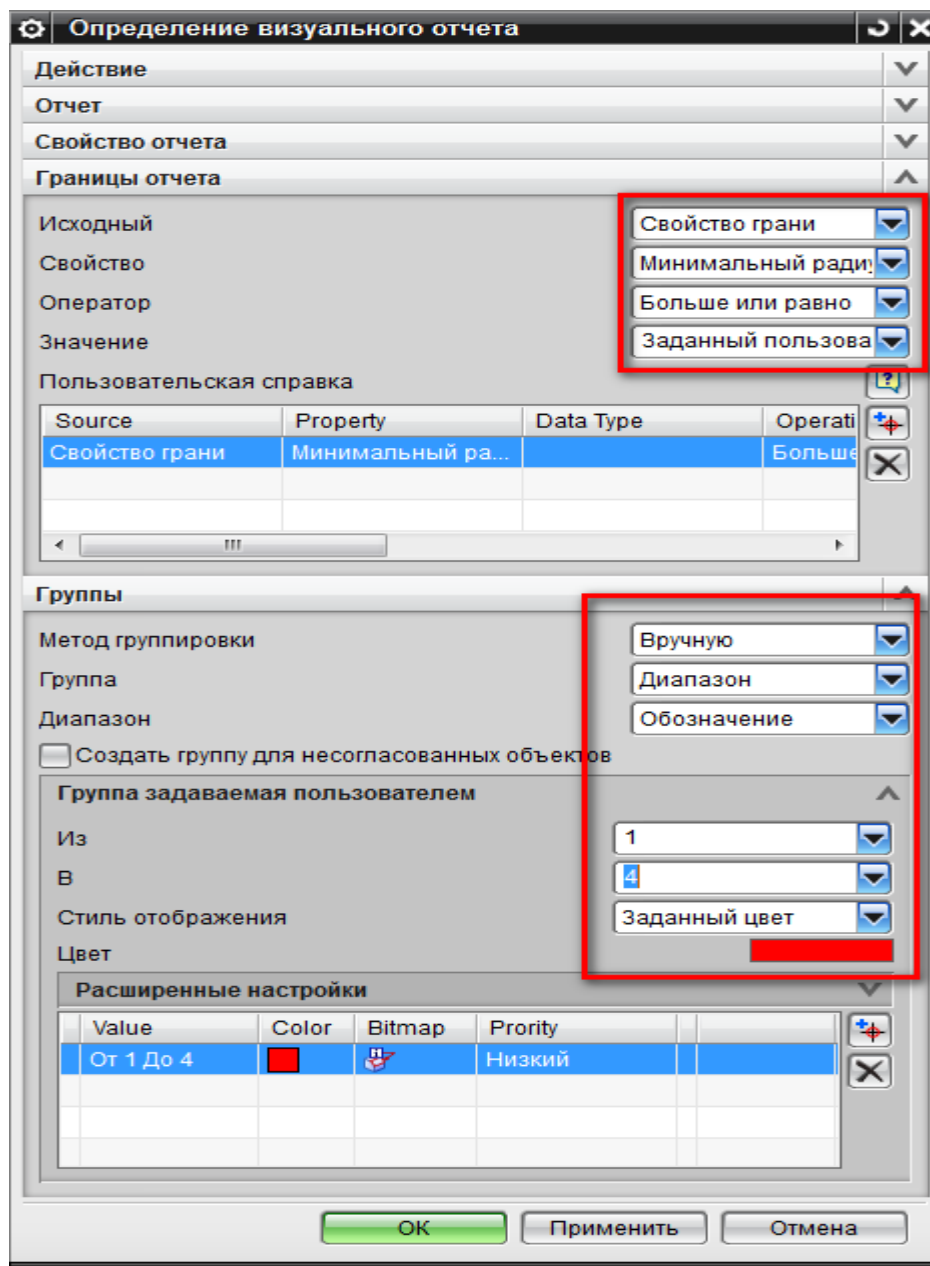 Определение визуального отчета
Действие
Отчет
Свойство отчета
Границы отчета
Исходный Свойство грани
Свойство Минимальный радиу
Оператор Больше или равно
Значение Заданный пользова
Пользовательская справка
Source Property Data Type Operati
Свойство грани Минимальный ра... Больше
Группы
Метод группировки Вручную
Группа Диапазон
Диапазон Обозначение
Создать группу для несогласованных объектов
Группа задаваемая пользователем
Из 1
В 4
Стиль отображения Заданный цвет
Цвет
Расширенные настройки
Value Color Bitmap Prority
От 1 До 4 Низкий
ОК Применить Отмена